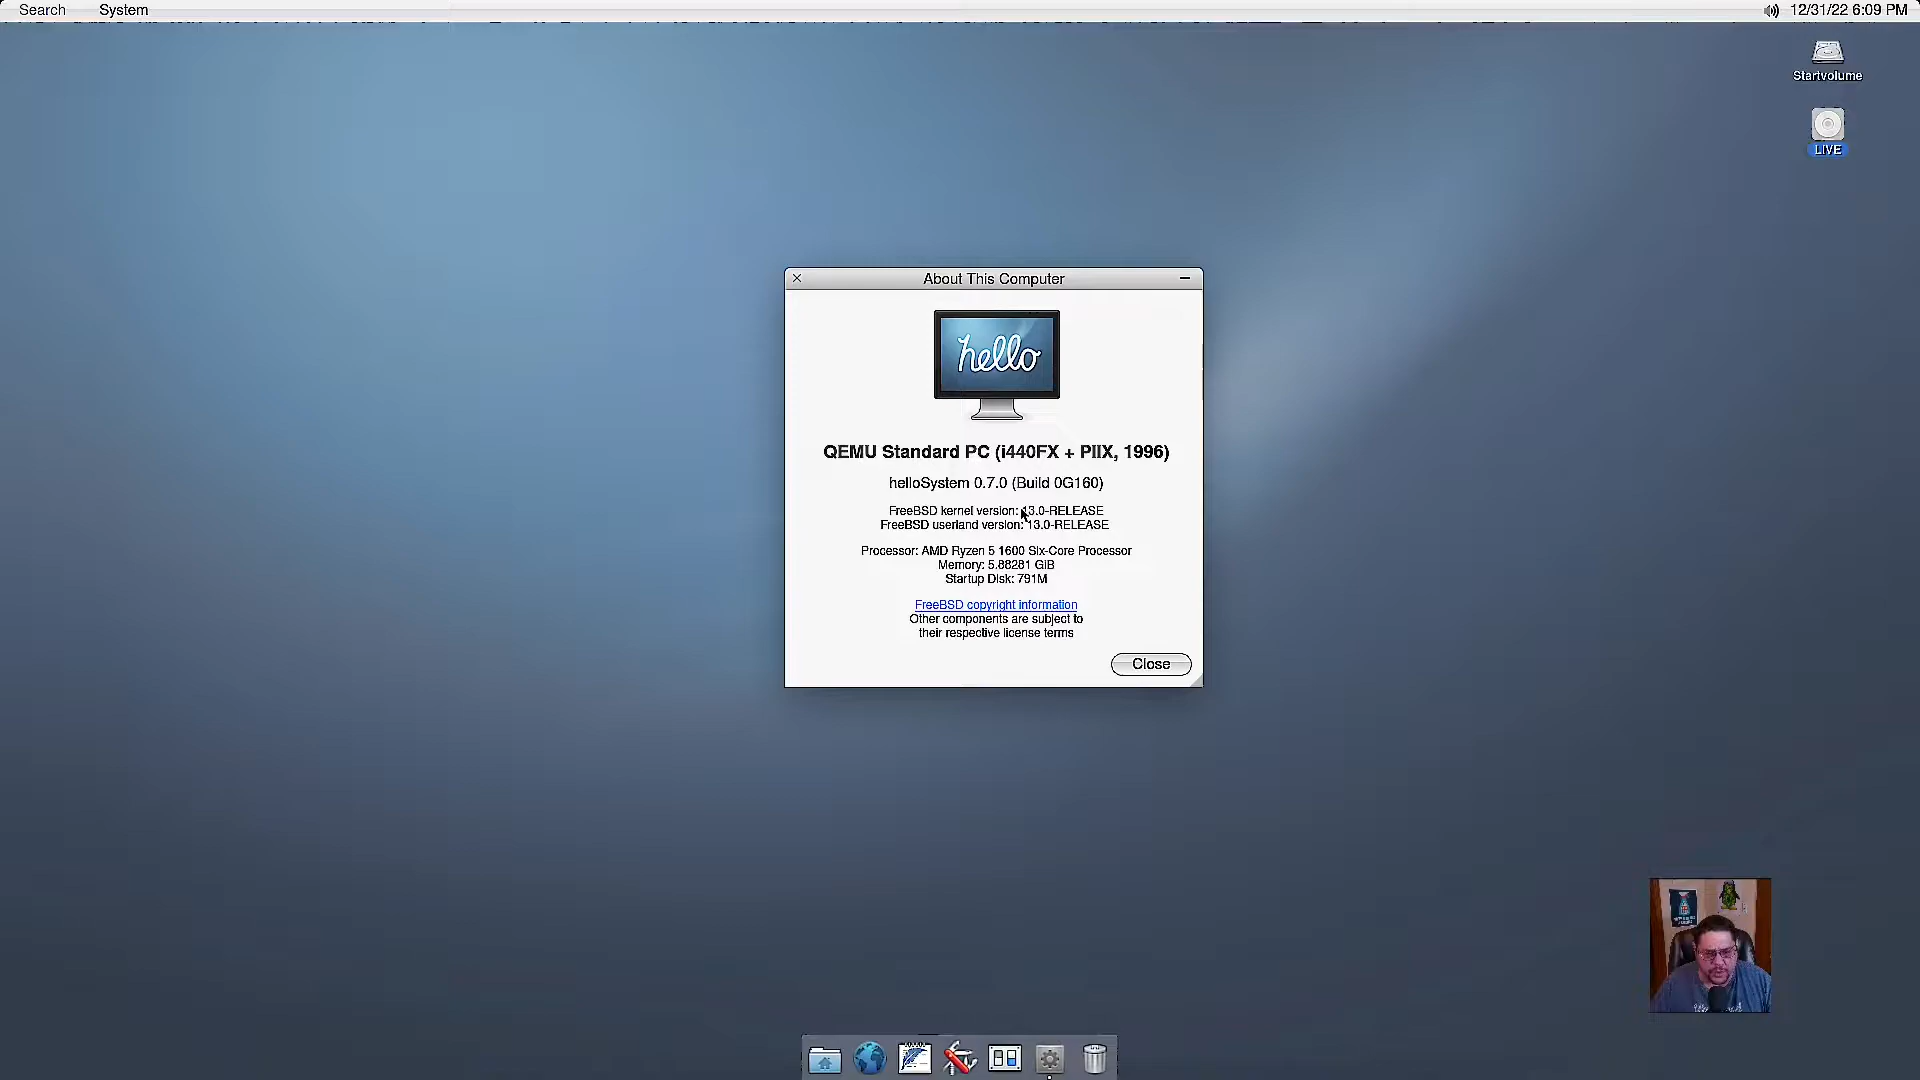 Search System 12/31/22 6:09 PM
Startvolume
LIVE
About This Computer
hello
QEMU Standard PC (i440FX + PIIX, 1996)
helloSystem 0.7.0 (Build 0G160)
FreeBSD kernel version: 13.0-RELEASE
FreeBSD userland version: 13.0-RELEASE
Processor: AMD Ryzen 5 1600 Six-Core Processor
Memory: 5.88281 GiB
Startup Disk: 791M
FreeBSD copyright information
Other components are subject to
their respective license terms
Close